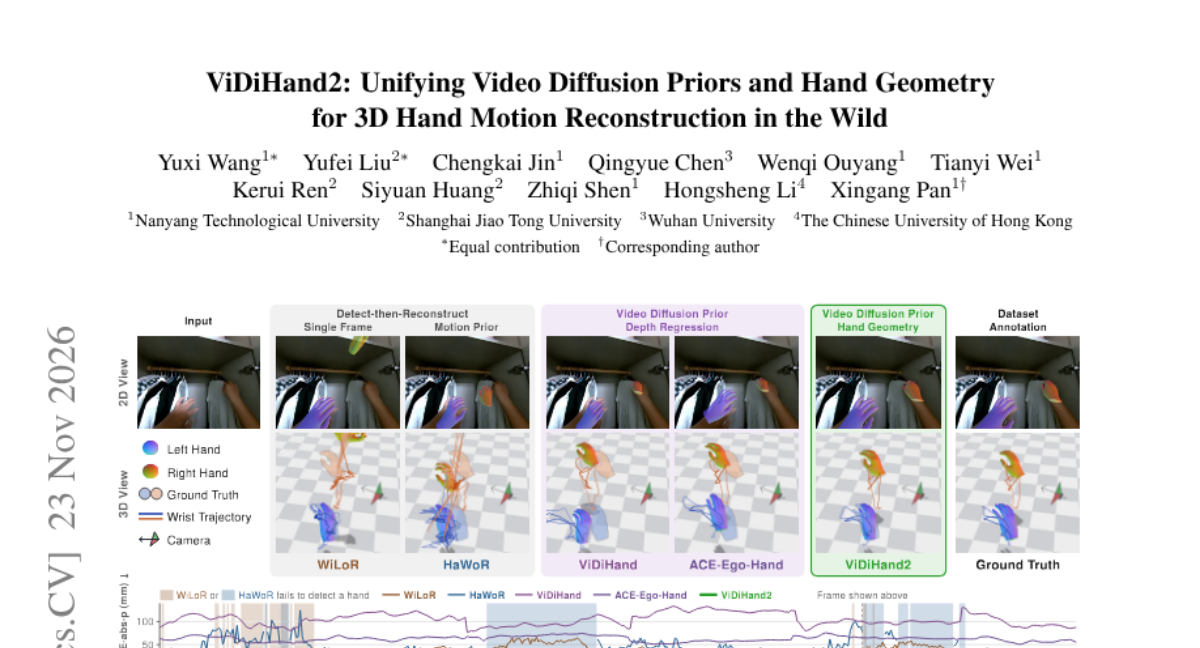 ViDiHand2: Unifying Video Diffusion Priors and Hand Geometry
for 3D Hand Motion Reconstruction in the Wild
Yuxi Wang1* Yufei Liu2* Chengkai Jin1 Qingyue Chen3 Wenqi Ouyang1 Tianyi Wei1
Kerui Ren2 Siyuan Huang2 Zhiqi Shen1 Hongsheng Li4 Xingang Pan1†
1Nanyang Technological University 2Shanghai Jiao Tong University 3Wuhan University 4The Chinese University of Hong Kong
*Equal contribution †Corresponding author
cs.CV] 23 Nov 2026
Input
Detect-then-Reconstruct
Single Frame Motion Prior
Video Diffusion Prior
Depth Regression
Video Diffusion Prior
Hand Geometry
Dataset
Annotation
2D View
3D View
Left Hand
Right Hand
Ground Truth
Wrist Trajectory
Camera
WiLoR HaWoR ViDiHand ACE-Ego-Hand ViDiHand2 Ground Truth
WiLoR or HaWoR fails to detect a hand WiLoR HaWoR ViDiHand ACE-Ego-Hand ViDiHand2 Frame shown above
E-abs-p (mm) ↓
100
50